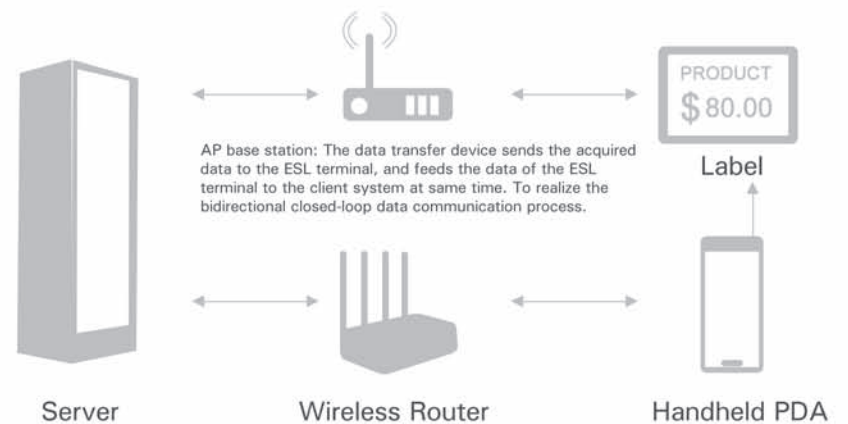 PRODUCT
$ 80.00
AP base station: The data transfer device sends the acquired
data to the ESL terminal, and feeds the data of the ESL
terminal to the client system at same time. To realize the
bidirectional closed-loop data communication process.
Label
Server
Wireless Router
Handheld PDA